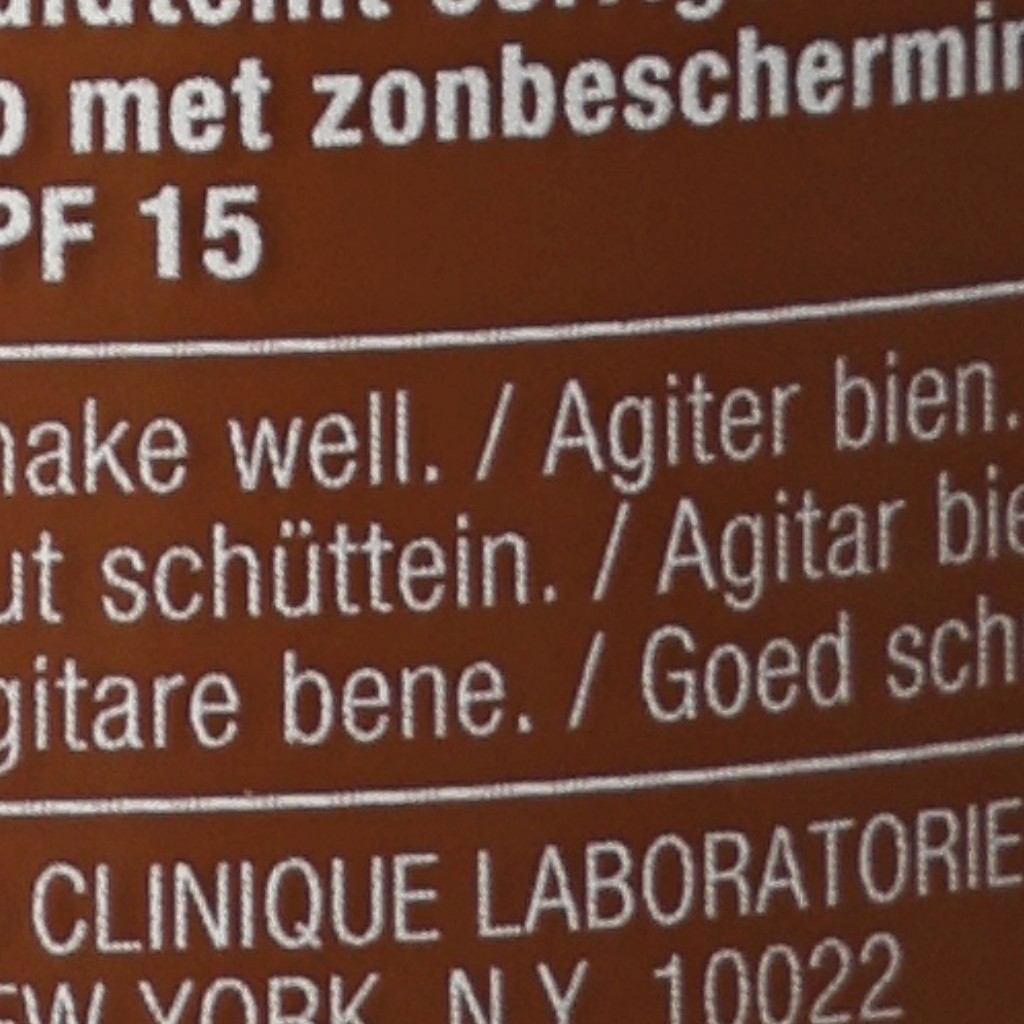 met zonbeschermin
PF 15
hake well. / Agiter bien.
ut schüttein. / Agitar bie
gitare bene. / Goed sch
CLINIQUE LABORATORIE
EW YORK, N.Y. 10022